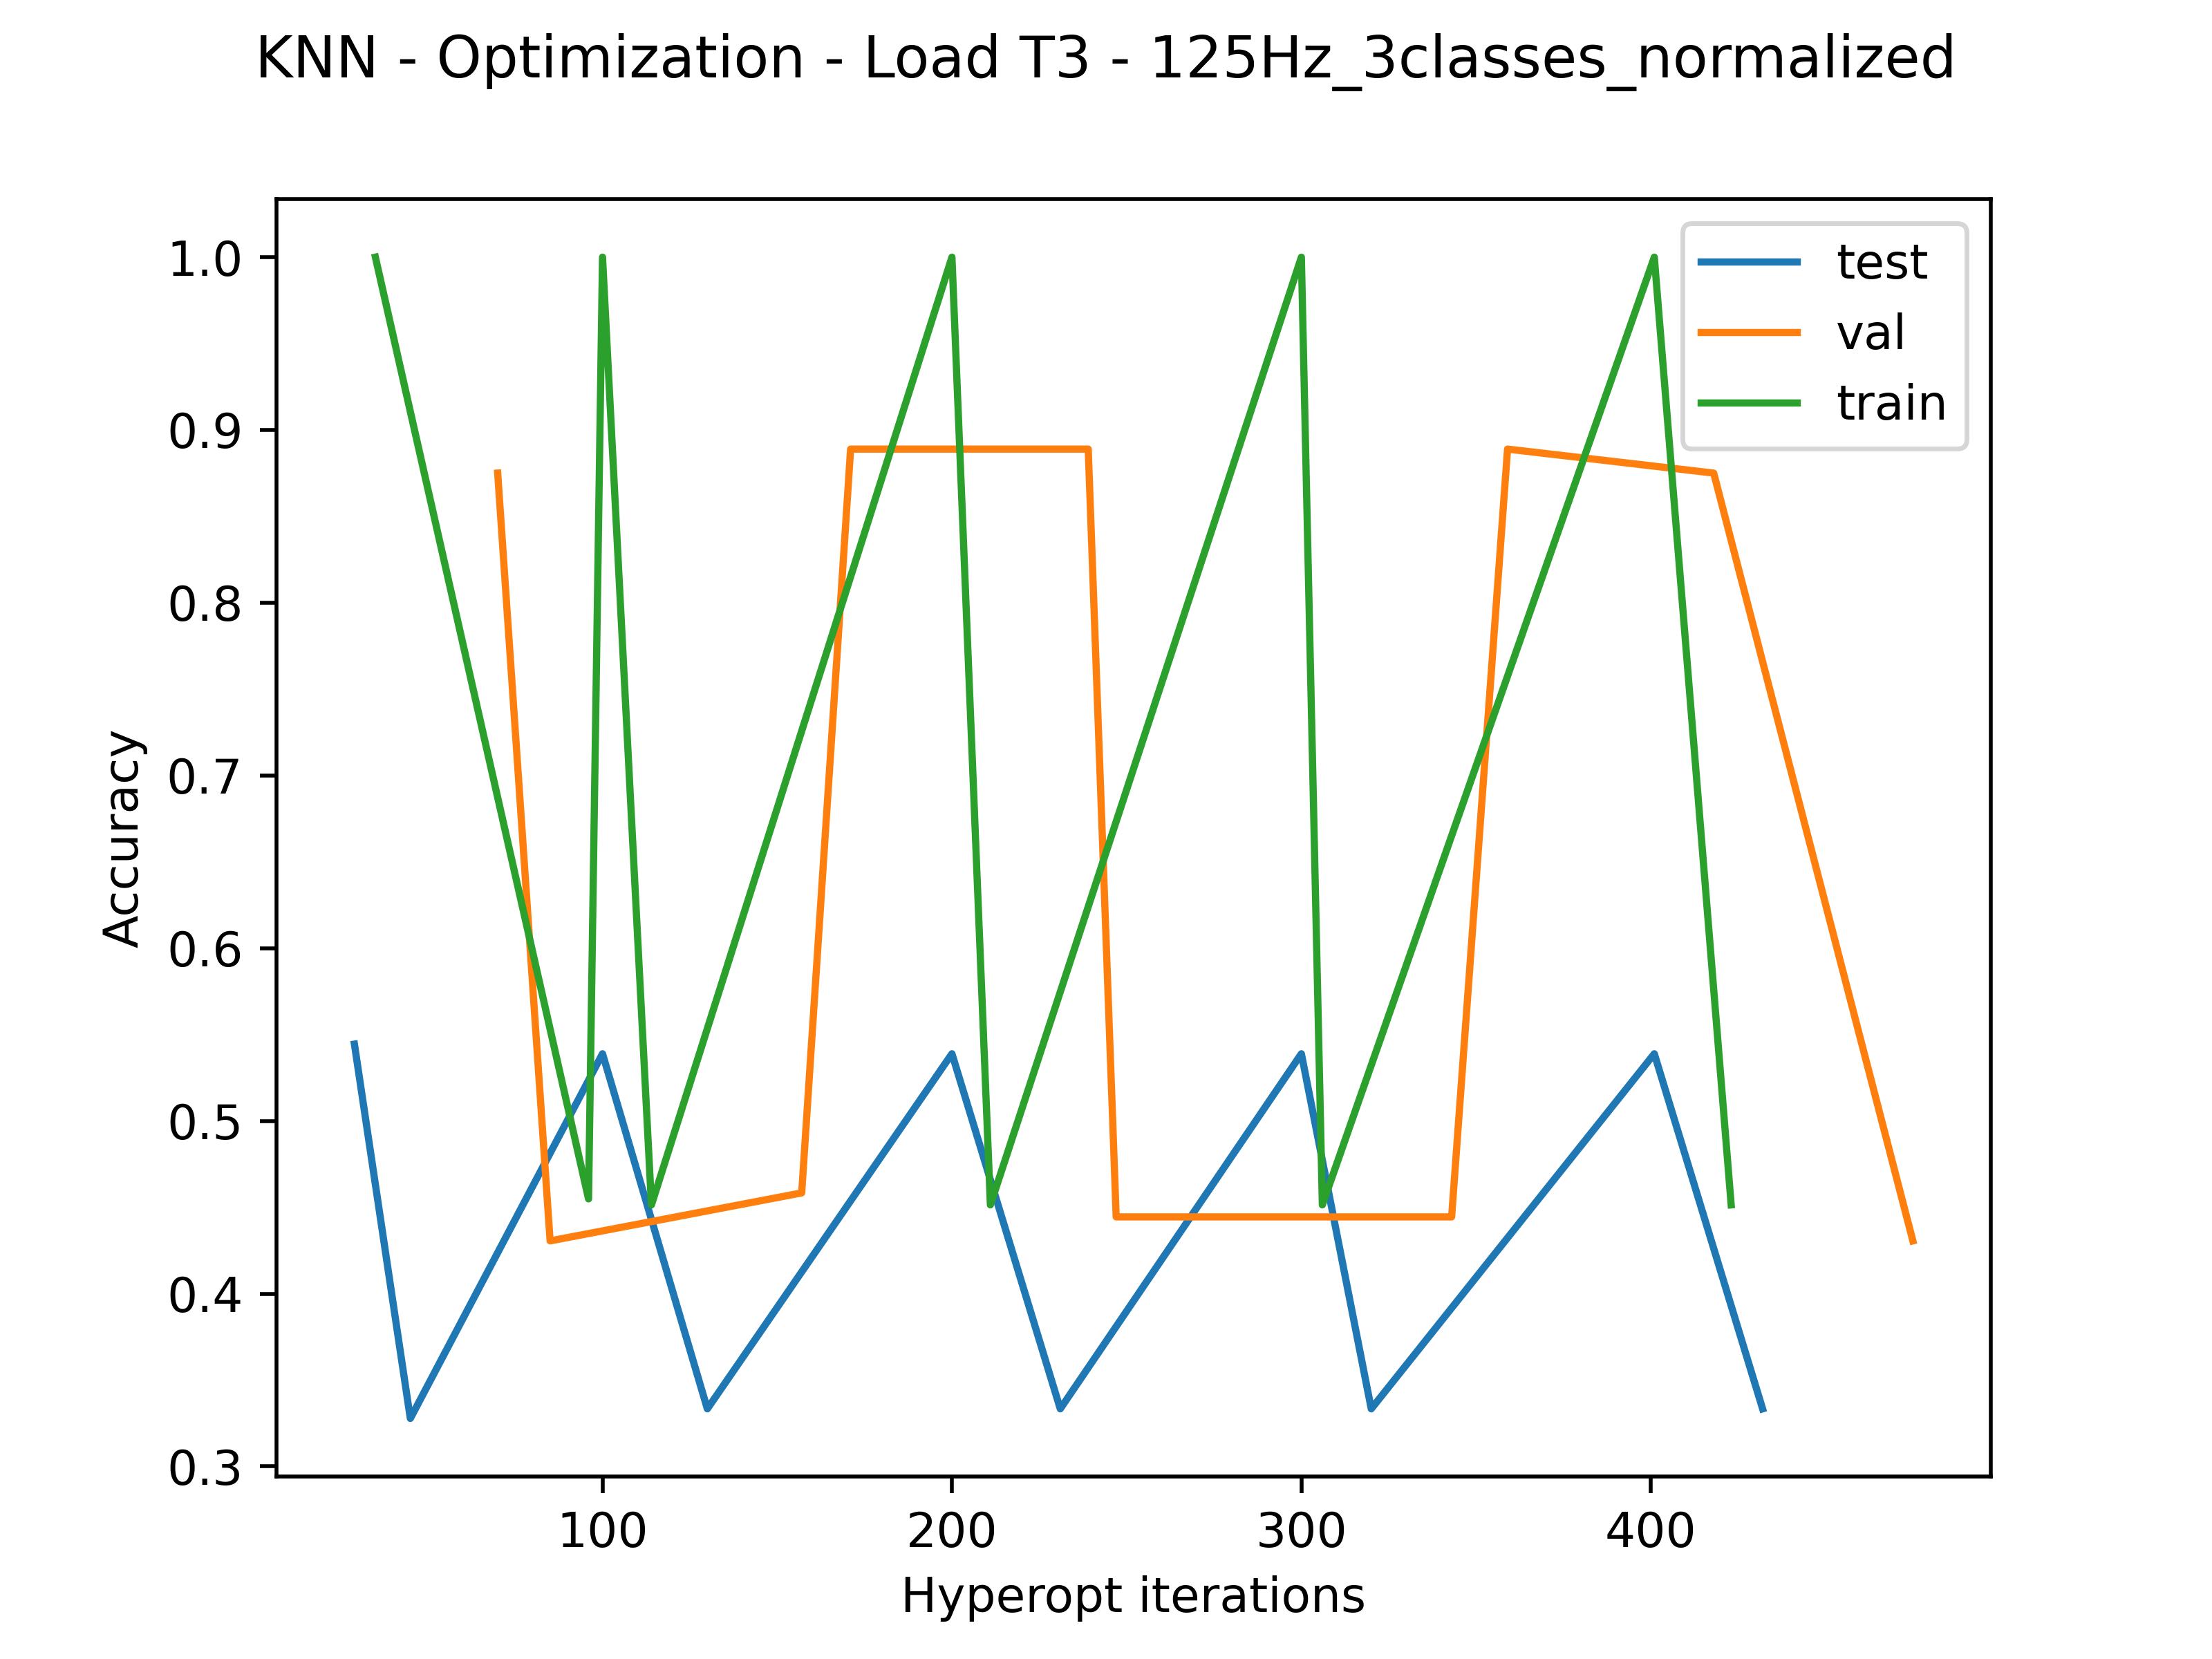 KNN - Optimization - Load T3 - 125Hz_3classes_normalized
1.0
0.9
0.8
0.7
0.6
0.5
0.4
0.3
Accuracy
test
val
train
100 200 300 400
Hyperopt iterations